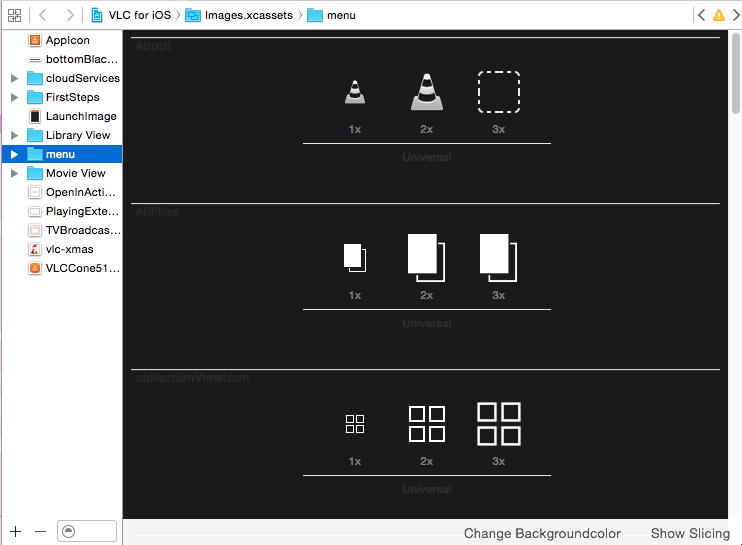 VLC for iOS Images.xcassets menu
AppIcon
bottomBlac...
cloudServices
FirstSteps
LaunchImage
Library View
menu
Movie View
OpenInActi...
PlayingExte...
TVBroadcas...
vlc-xmas
VLCCone51...
About
1x 2x 3x
Universal
AllFiles
1x 2x 3x
Universal
collectionViewIcon
1x 2x 3x
Universal
Change Backgroundcolor Show Slicing